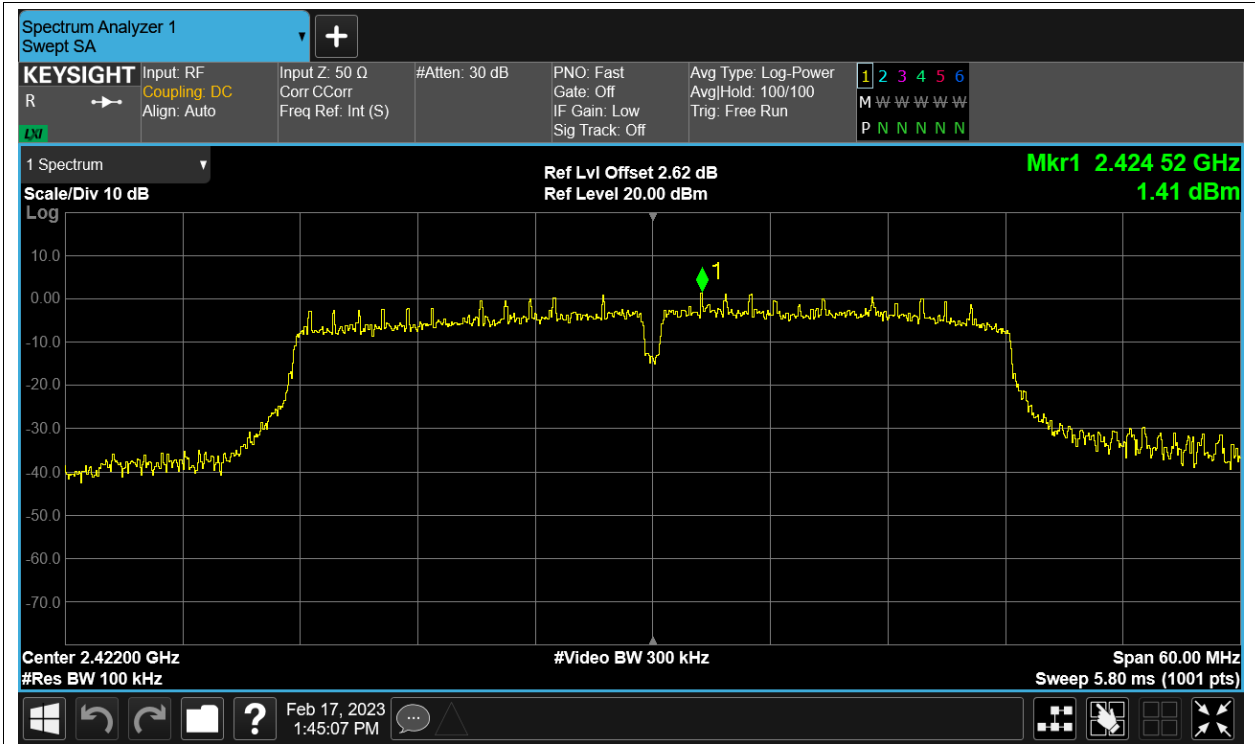 Spectrum Analyzer 1
Swept SA
KEYSIGHT
R
LXI
Input: RF
Coupling: DC
Align: Auto
Input Z: 50 Ω
Corr CCorr
Freq Ref: Int (S)
#Atten: 30 dB
PNO: Fast
Gate: Off
IF Gain: Low
Sig Track: Off
Avg Type: Log-Power
Avg|Hold: 100/100
Trig: Free Run
1 2 3 4 5 6
M W W W W W
P N N N N N
1 Spectrum
Scale/Div 10 dB
Log
Ref Lvl Offset 2.62 dB
Ref Level 20.00 dBm
Mkr1 2.424 52 GHz
1.41 dBm
1
10.0
0.00
-10.0
-20.0
-30.0
-40.0
-50.0
-60.0
-70.0
Center 2.42200 GHz
#Res BW 100 kHz
#Video BW 300 kHz
Span 60.00 MHz
Sweep 5.80 ms (1001 pts)
?
Feb 17, 2023
1:45:07 PM